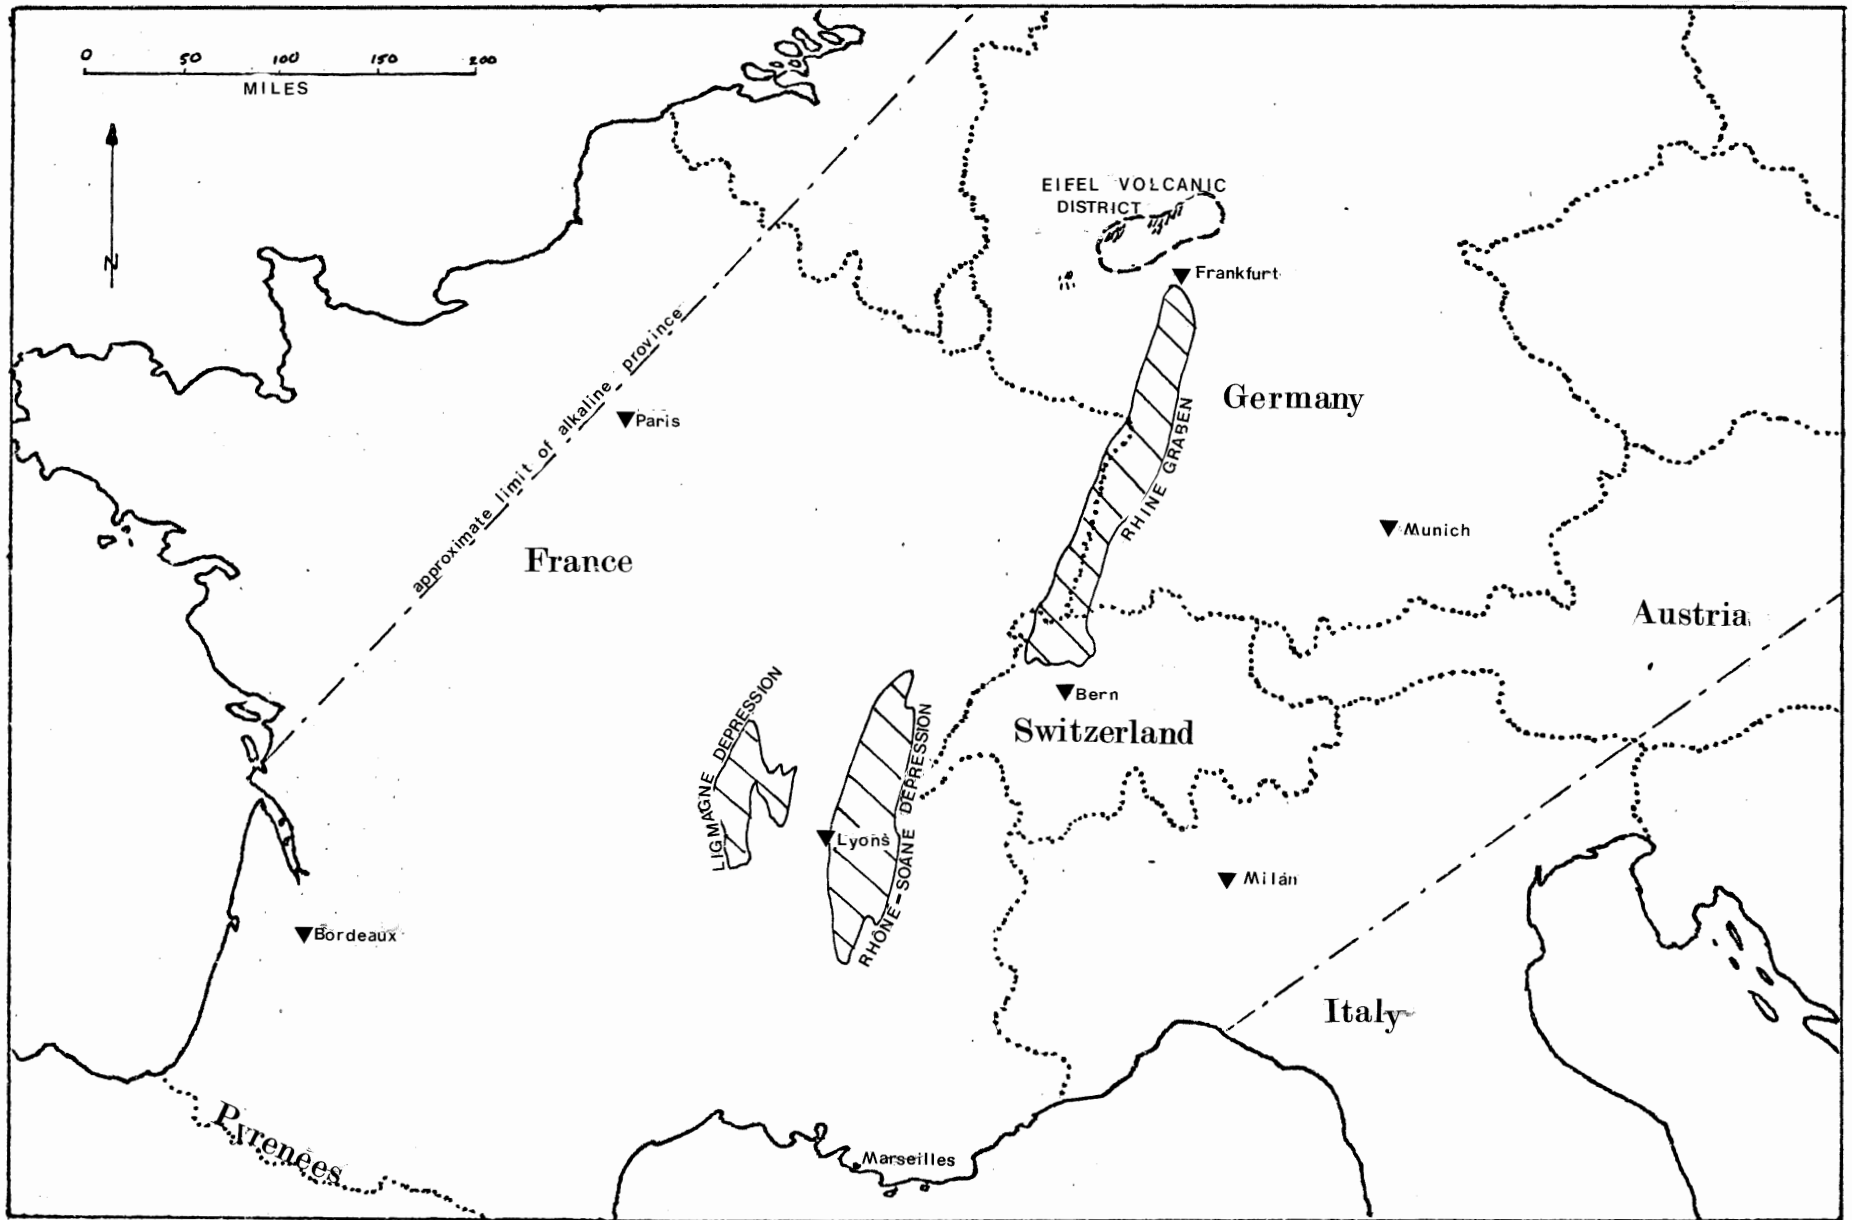 0 50 100 150 200
MILES
N
EIFEL VOLCANIC
DISTRICT
Frankfurt
approximate limit of alkaline province
Paris
Germany
RHINE GRABEN
France
Munich
Austria
Bern
Switzerland
LIGMAGNE DEPRESSION
RHÔNE-SOANE DEPRESSION
Lyons
Milan
Bordeaux
Italy
Pyrenees
Marseilles